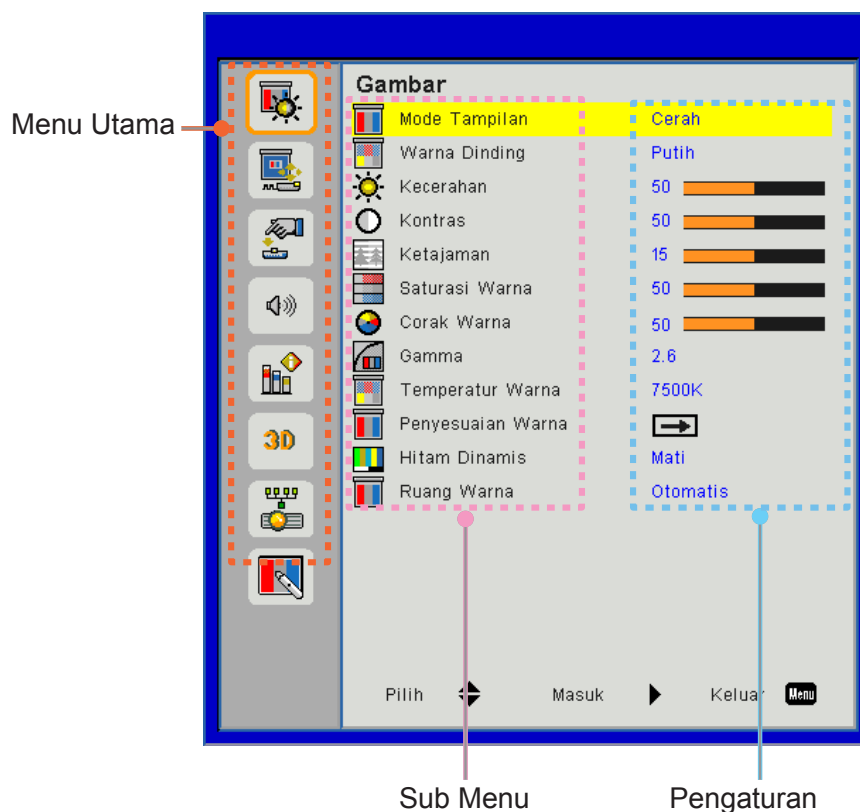 Menu Utama
Gambar
Mode Tampilan Cerah
Warna Dinding Putih
Kecerahan 50
Kontras 50
Ketajaman 15
Saturasi Warna 50
Corak Warna 50
Gamma 2.6
Temperatur Warna 7500K
Penyesuaian Warna
Hitam Dinamis Mati
Ruang Warna Otomatis
3D
Pilih Masuk Keluar Menu
Sub Menu Pengaturan